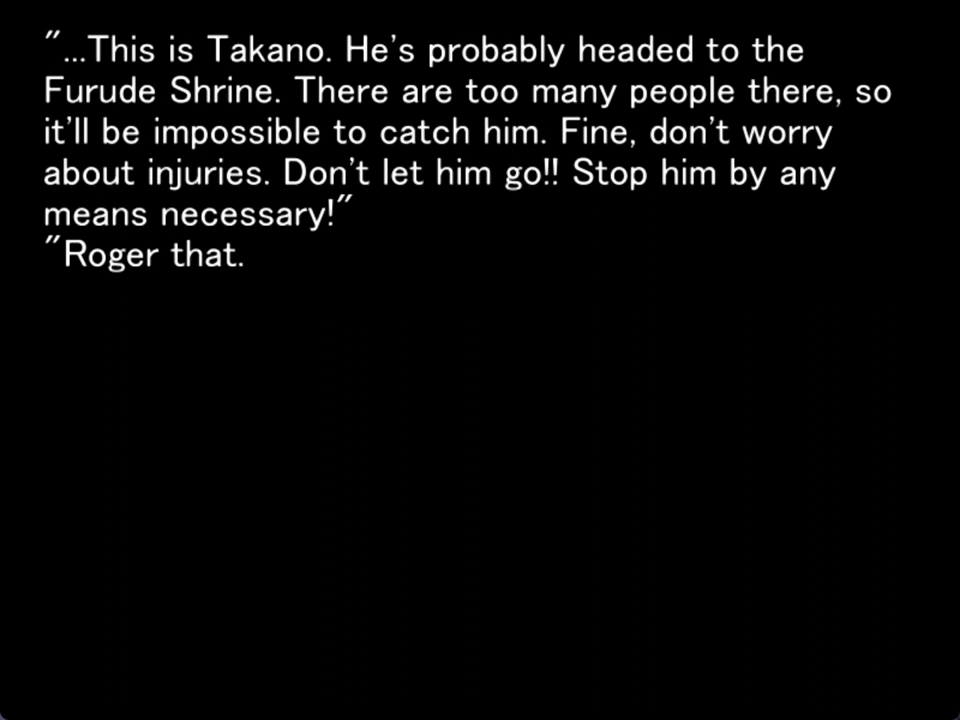 "...This is Takano. He's probably headed to the
Furude Shrine. There are too many people there, so
it'll be impossible to catch him. Fine, don't worry
about injuries. Don't let him go!! Stop him by any
means necessary!"
"Roger that.